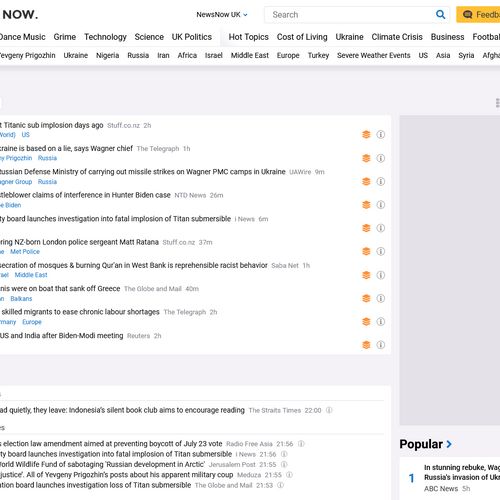 NOW.
NewsNow UK
Search
Feedba
Dance Music Grime Technology Science UK Politics Hot Topics Cost of Living Ukraine Climate Crisis Business Footbal
Yevgeny Prigozhin Ukraine Nigeria Russia Iran Africa Israel Middle East Europe Turkey Severe Weather Events US Asia Syria Afghan
t Titanic sub implosion days ago Stuff.co.nz 2h
World) US
kraine is based on a lie, says Wagner chief The Telegraph 1h
ny Prigozhin Russia
Russian Defense Ministry of carrying out missile strikes on Wagner PMC camps in Ukraine UAWire 9m
agner Group Russia
stleblower claims of interference in Hunter Biden case NTD News 26m
e Biden
ty board launches investigation into fatal implosion of Titan submersible i News 6m
ering NZ-born London police sergeant Matt Ratana Stuff.co.nz 37m
ne Met Police
secration of mosques & burning Qur'an in West Bank is reprehensible racist behavior Saba Net 1h
rael Middle East
nis were on boat that sank off Greece The Globe and Mail 40m
an Balkans
skilled migrants to ease chronic labour shortages The Telegraph 2h
rmany Europe
US and India after Biden-Modi meeting Reuters 2h
s
ad quietly, they leave: Indonesia's silent book club aims to encourage reading The Straits Times 22:00
es
s election law amendment aimed at preventing boycott of July 23 vote Radio Free Asia 21:56
ty board launches investigation into fatal implosion of Titan submersible i News 21:56
World Wildlife Fund of sabotaging 'Russian development in Arctic' Jerusalem Post 21:55
justice'. All of Yevgeny Prigozhin's posts about his apparent military coup Meduza 21:55
ation board launches investigation loss of Titan submersible The Globe and Mail 21:53
Popular
1
In stunning rebuke, Wag
Russia's invasion of Uk
ABC News 5h